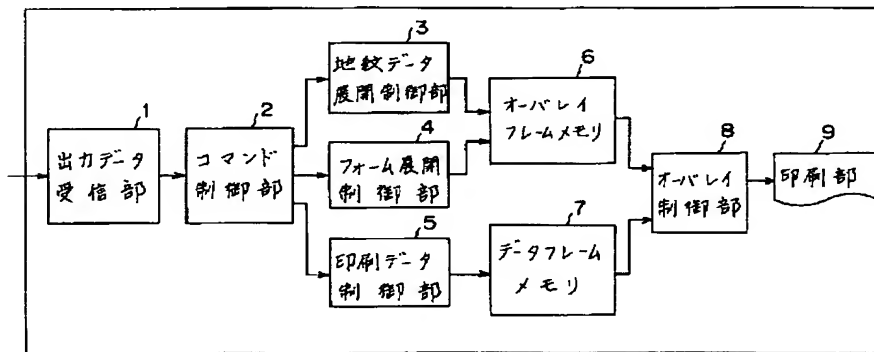 1
出力データ
受信部
2
コマンド
制御部
3
地紋データ
展開制御部
4
フォーム展開
制御部
5
印刷データ
制御部
6
オーバレイ
フレームメモリ
7
データフレーム
メモリ
8
オーバレイ
制御部
9
印刷部